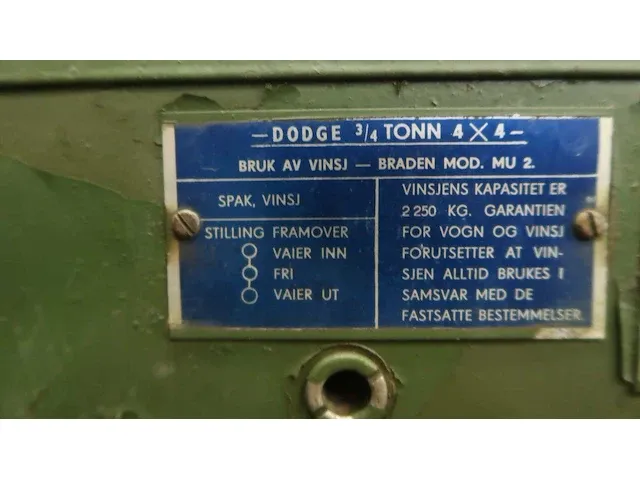 —DODGE 3/4 TONN 4×4—
BRUK AV VINSJ — BRADEN MOD. MU 2.
SPAK, VINSJ
STILLING FRAMOVER
VAIER INN
FRI
VAIER UT
VINSJENS KAPASITET ER
2 250 KG. GARANTIEN
FOR VOGN OG VINSJ
FORUTSETTER AT VIN-
SJEN ALLTID BRUKES I
SAMSVAR MED DE
FASTSATTE BESTEMMELSER